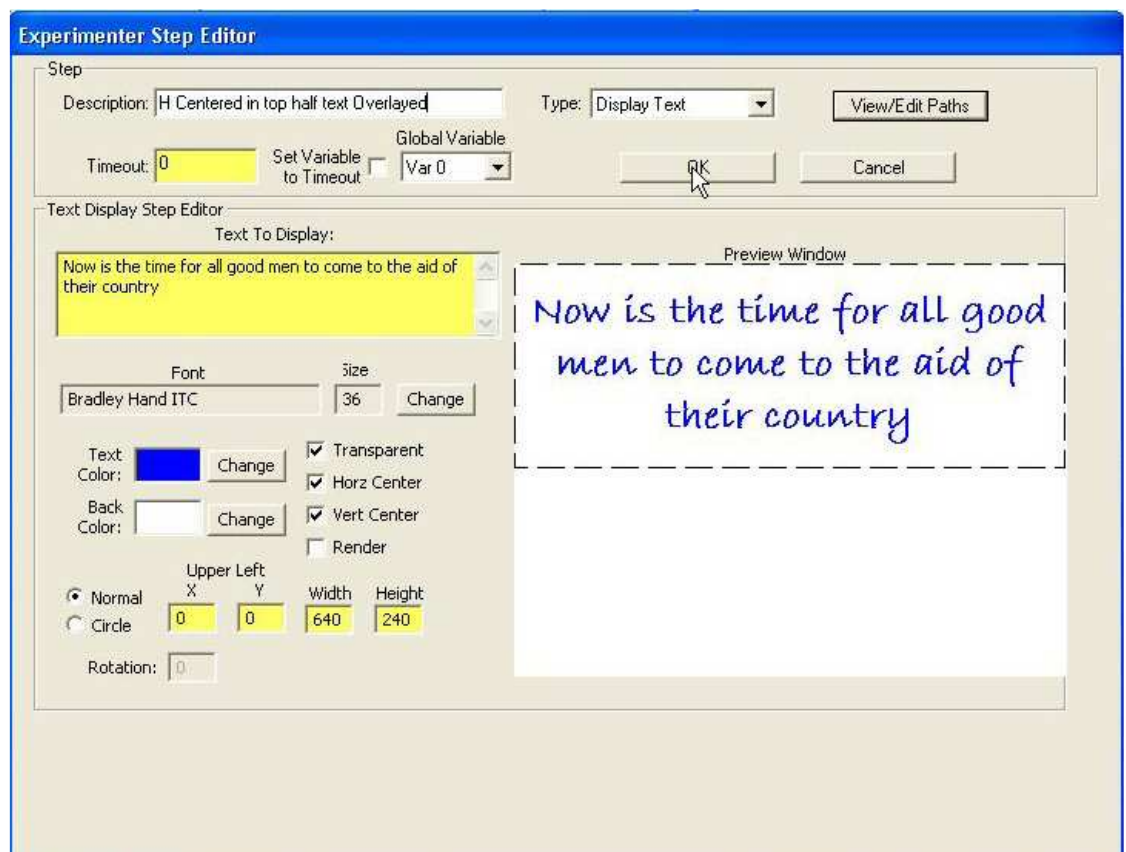 Experimenter Step Editor
Step
Description: H Centered in top half text Overlayed
Type: Display Text
View/Edit Paths
Global Variable
Timeout: 0
Set Variable
to Timeout
Var 0
OK
Cancel
Text Display Step Editor
Text To Display:
Now is the time for all good men to come to the aid of
their country
Preview Window
Now is the time for all good
men to come to the aid of
their country
Font
Size
Bradley Hand ITC
36
Change
Text
Color:
Change
Transparent
Horz Center
Back
Color:
Change
Vert Center
Render
Upper Left
X Y Width Height
Normal
Circle
0 0 640 240
Rotation: 0